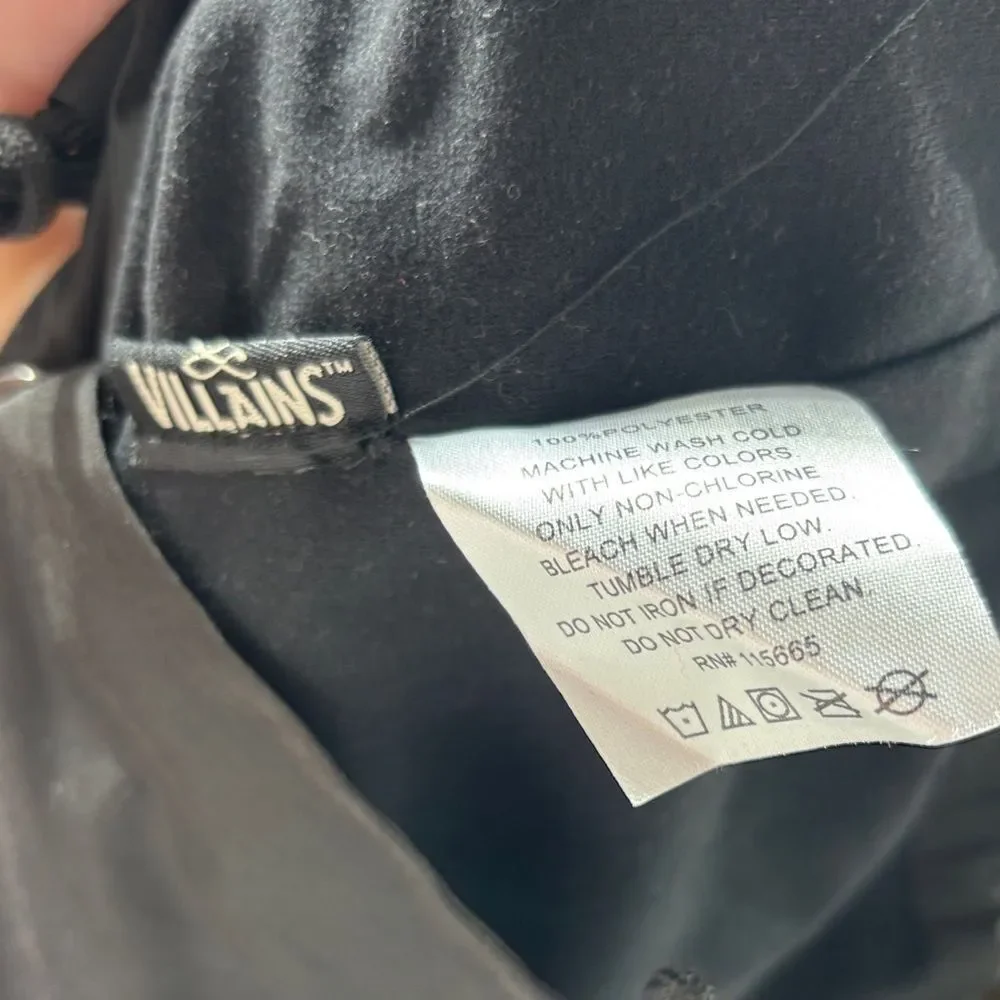 & VILLAINS™
100% POLYESTER
MACHINE WASH COLD
WITH LIKE COLORS.
ONLY NON-CHLORINE
BLEACH WHEN NEEDED.
TUMBLE DRY LOW.
DO NOT IRON IF DECORATED.
DO NOT DRY CLEAN.
RN# 115665